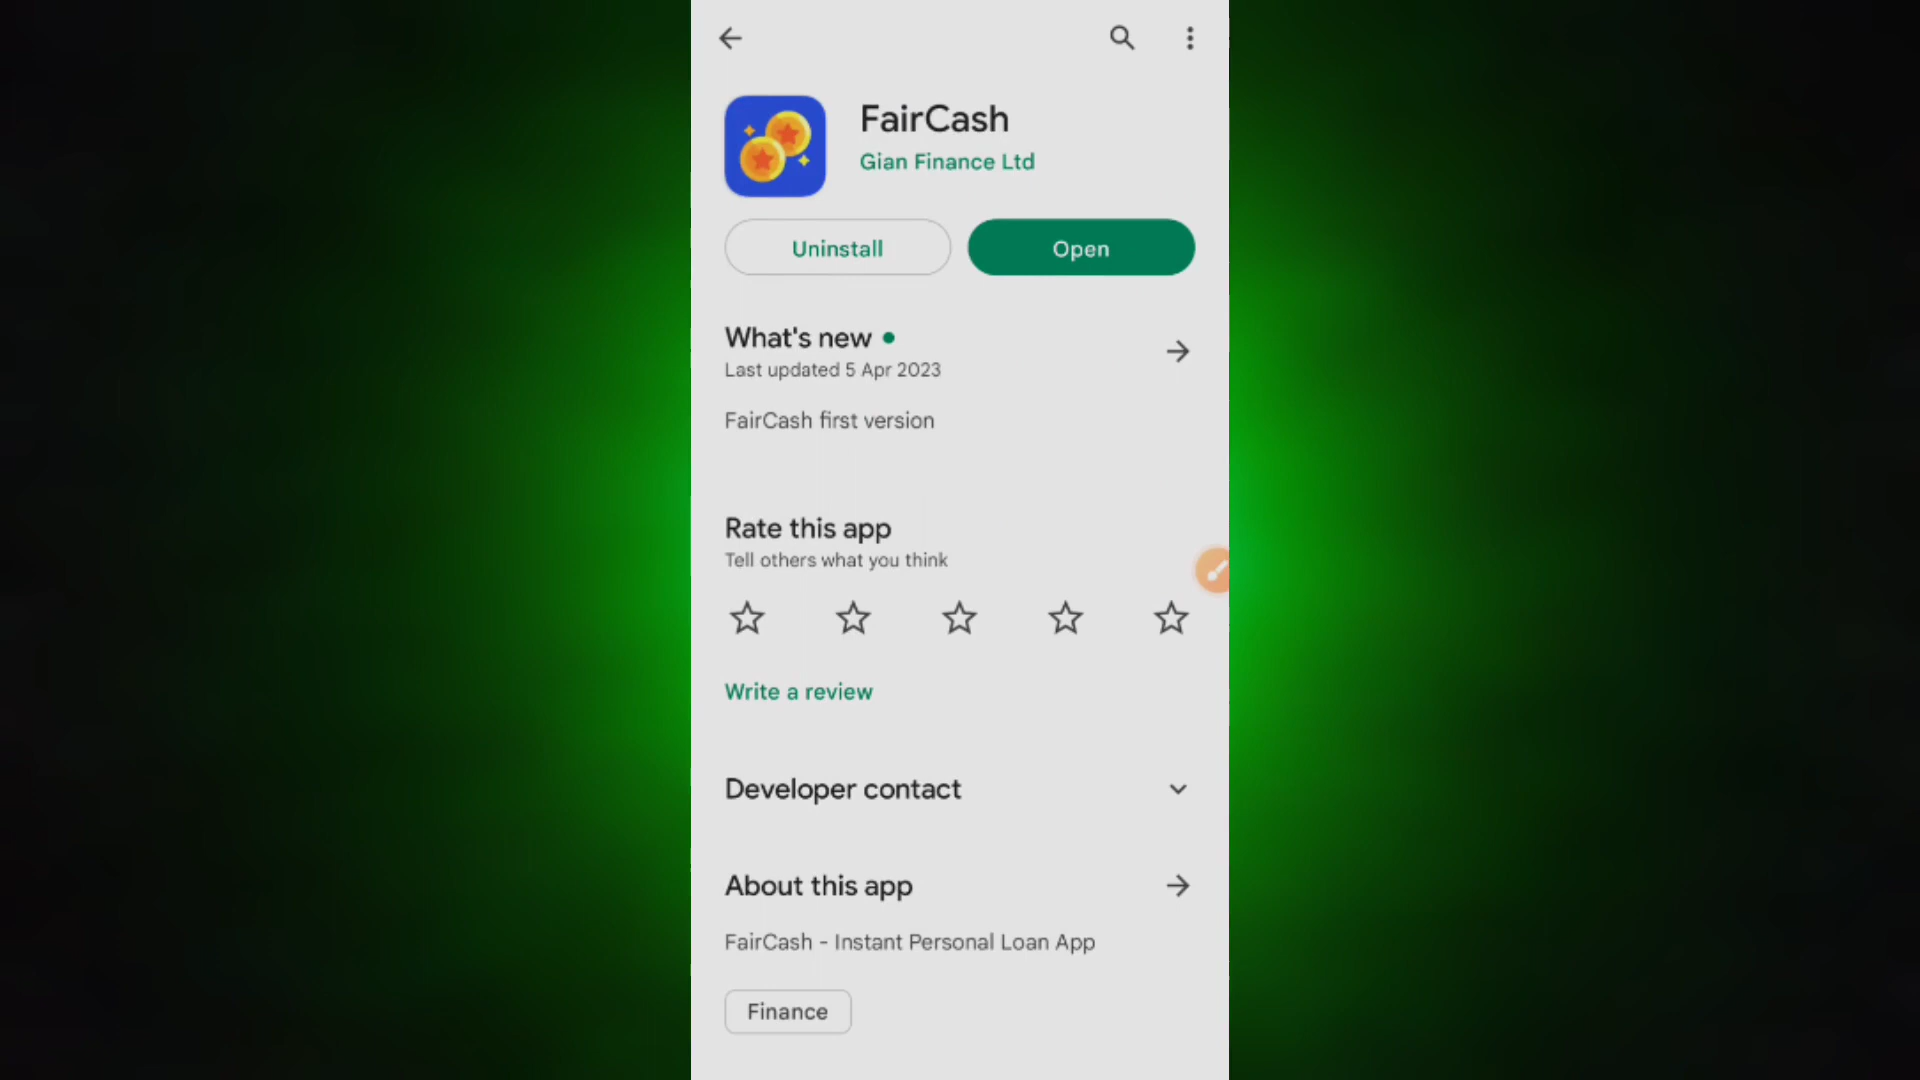 FairCash
Gian Finance Ltd
Uninstall
Open
What's new
Last updated 5 Apr 2023
FairCash first version
Rate this app
Tell others what you think
Write a review
Developer contact
About this app
FairCash - Instant Personal Loan App
Finance